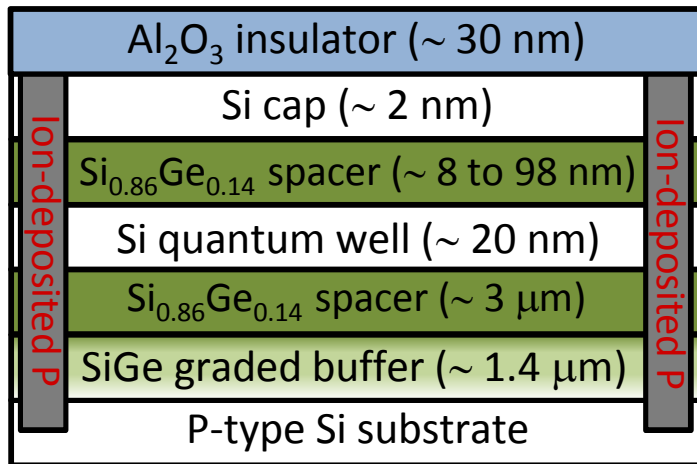 Al₂O₃ insulator (~ 30 nm)
Si cap (~ 2 nm)
Si₀.₈₆Ge₀.₁₄ spacer (~ 8 to 98 nm)
Si quantum well (~ 20 nm)
Si₀.₈₆Ge₀.₁₄ spacer (~ 3 μm)
SiGe graded buffer (~ 1.4 μm)
P-type Si substrate
Ion-deposited P
Ion-deposited P